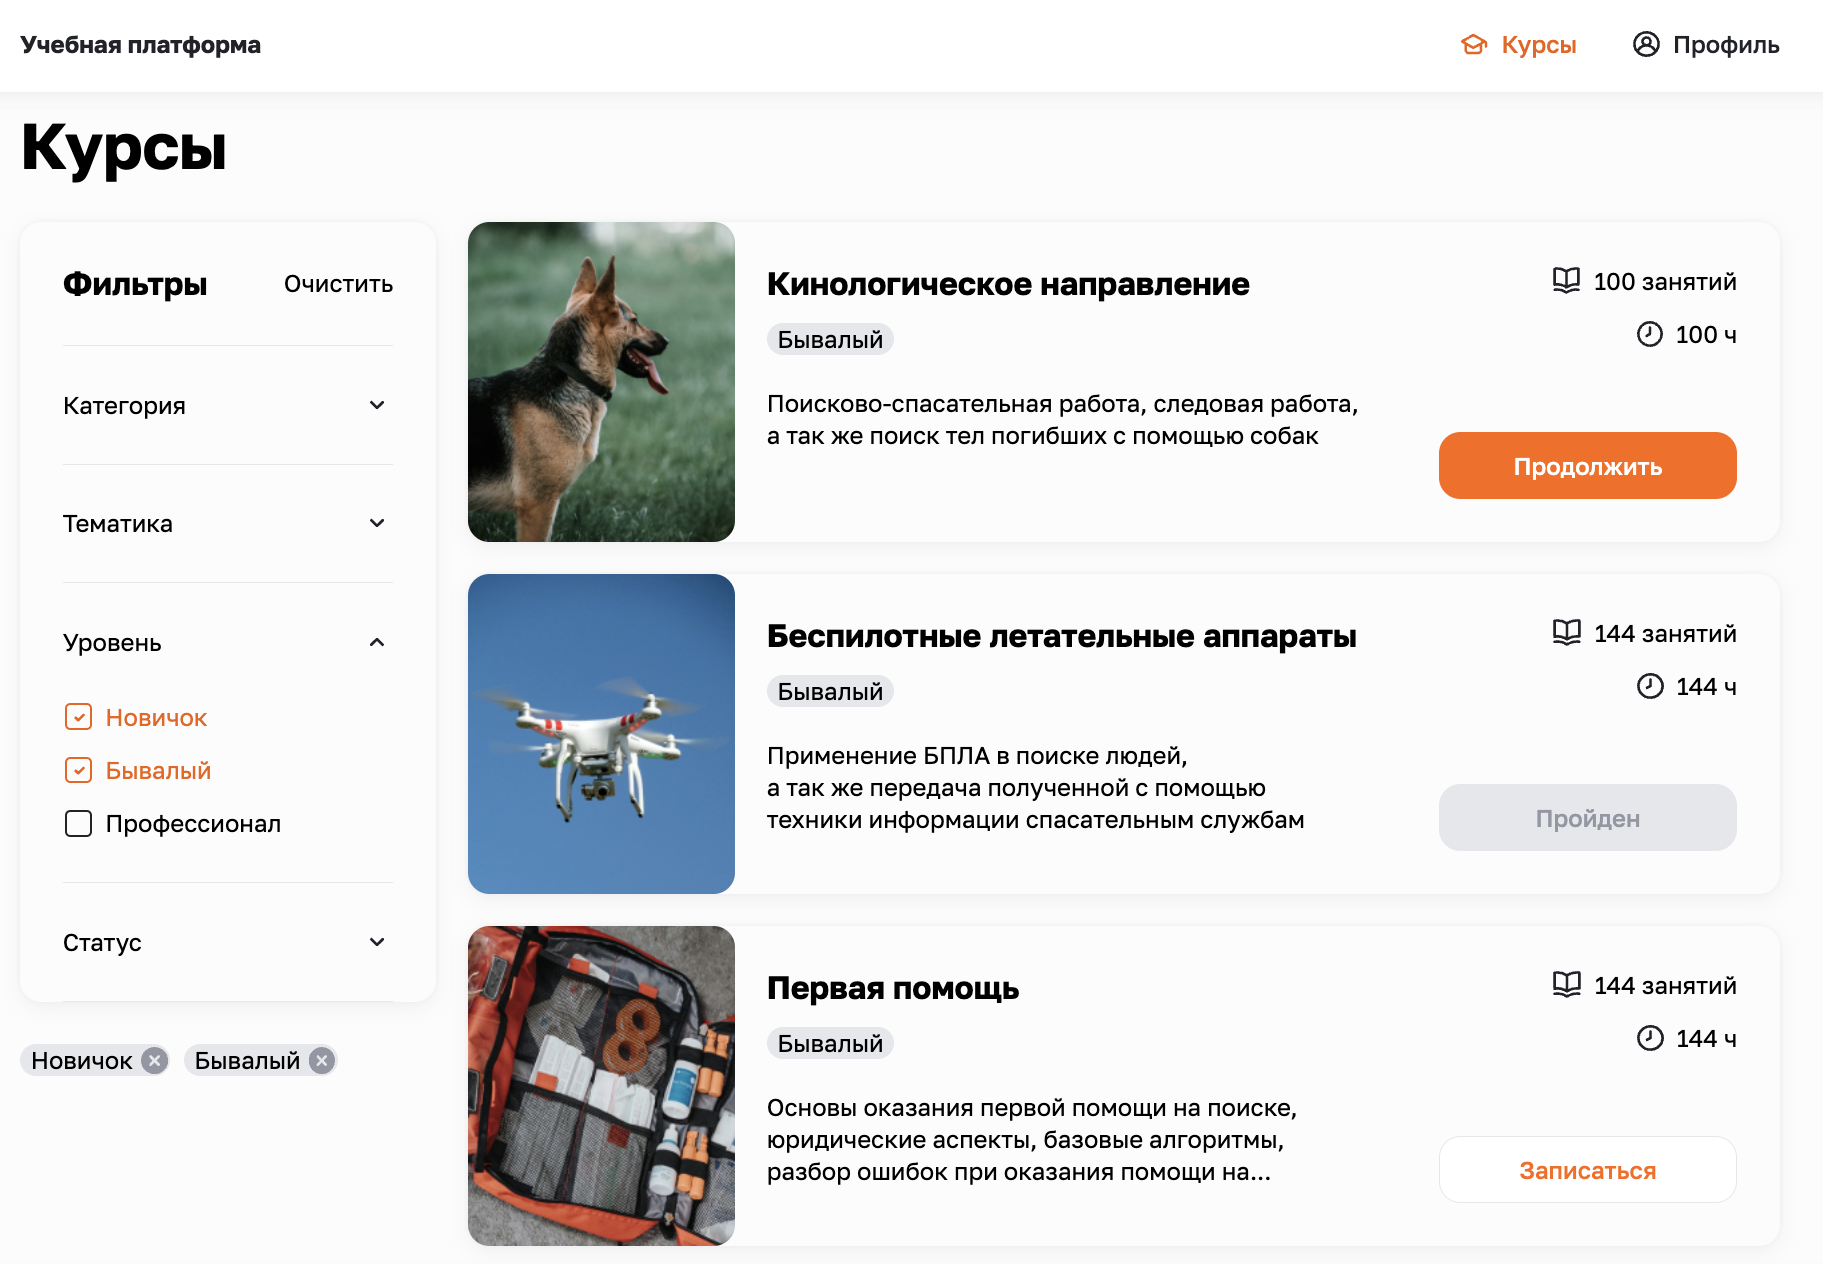 Учебная платформа
Курсы
Профиль
Курсы
Фильтры
Очистить
Категория
Тематика
Уровень
Новичок
Бывалый
Профессионал
Статус
Новичок
Бывалый
Кинологическое направление
Бывалый
Поисково-спасательная работа, следовая работа,
а так же поиск тел погибших с помощью собак
100 занятий
100 ч
Продолжить
Беспилотные летательные аппараты
Бывалый
Применение БПЛА в поиске людей,
а так же передача полученной с помощью
техники информации спасательным службам
144 занятий
144 ч
Пройден
Первая помощь
Бывалый
Основы оказания первой помощи на поиске,
юридические аспекты, базовые алгоритмы,
разбор ошибок при оказания помощи на...
144 занятий
144 ч
Записаться